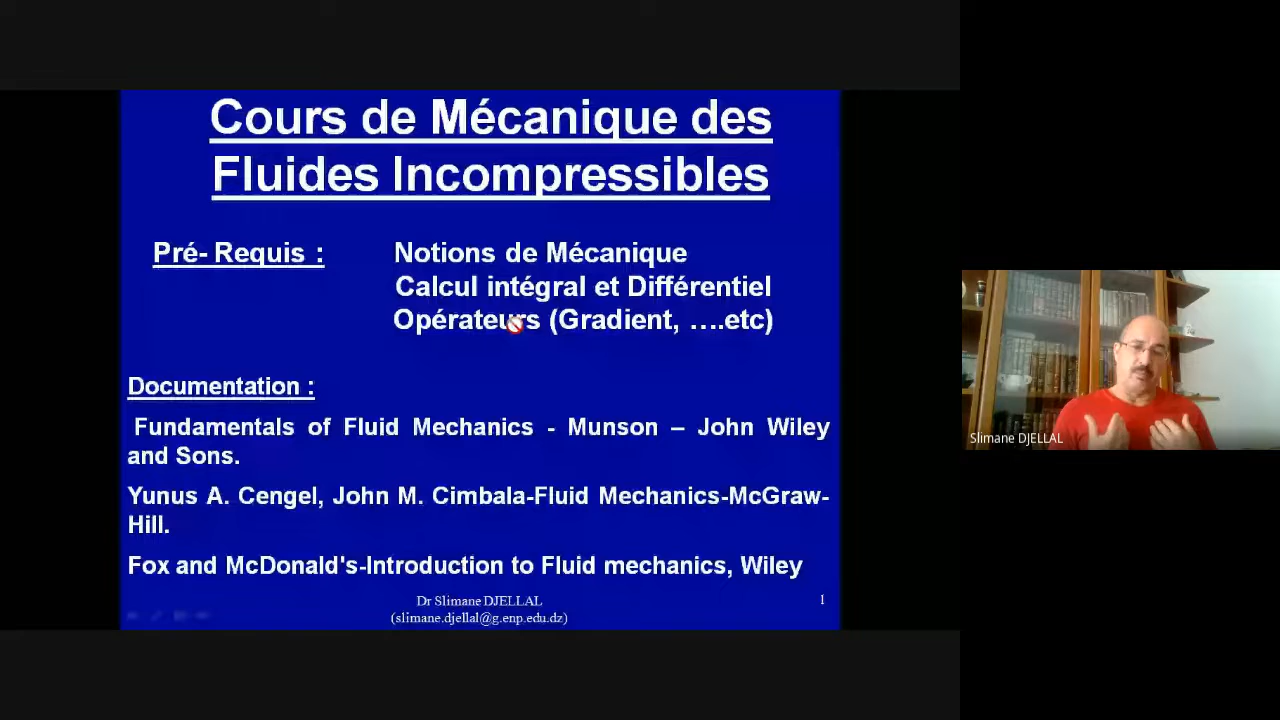 Cours de Mécanique des
Fluides Incompressibles
Pré- Requis : Notions de Mécanique
Calcul intégral et Différentiel
Opérateurs (Gradient, ….etc)
Documentation :
Fundamentals of Fluid Mechanics - Munson – John Wiley
and Sons.
Yunus A. Cengel, John M. Cimbala-Fluid Mechanics-McGraw-
Hill.
Fox and McDonald's-Introduction to Fluid mechanics, Wiley
Dr Slimane DJELLAL
(slimane.djellal@g.enp.edu.dz)
1
Slimane DJELLAL